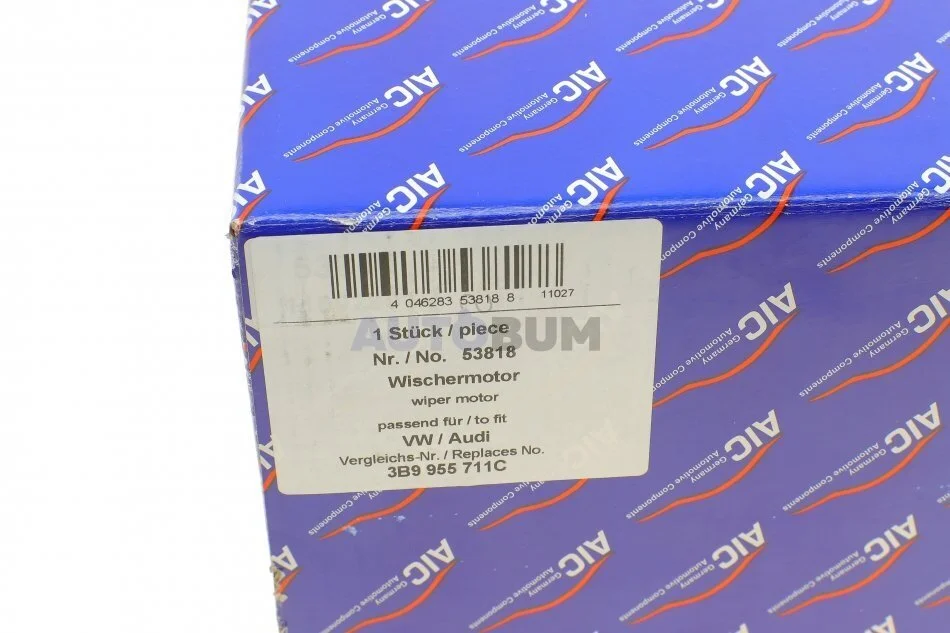 AIC
Germany
Automotive Components
4 046283 53818 8 11027
1 Stück / piece
AUTOBUM
Nr. / No. 53818
Wischermotor
wiper motor
passend für / to fit
VW / Audi
Vergleichs-Nr. / Replaces No.
3B9 955 711C